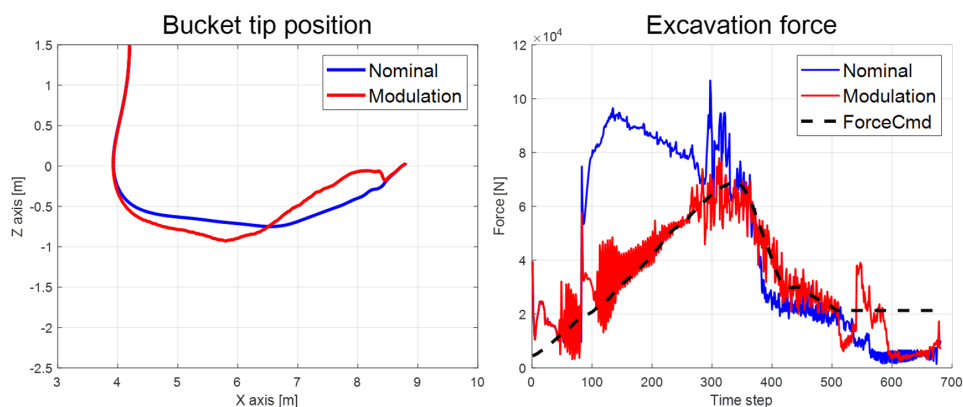 Bucket tip position
1.5
1
0.5
0
-0.5
-1
-1.5
-2
-2.5
Z axis [m]
3 4 5 6 7 8 9 10
X axis [m]
Nominal
Modulation
Excavation force
×10⁴
12
10
8
6
4
2
0
Force [N]
0 100 200 300 400 500 600 700
Time step
Nominal
Modulation
ForceCmd